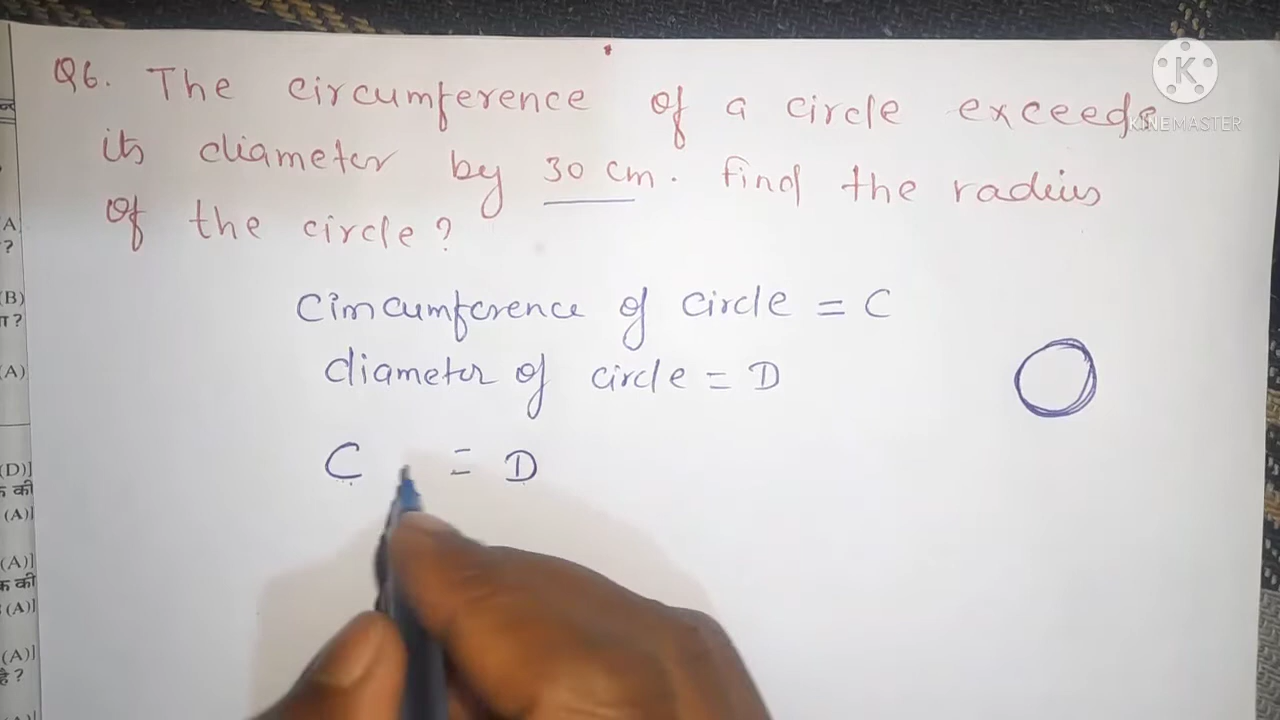 Q6. The circumference of a circle exceeds
its diameter by 30 cm. find the radius
of the circle?
Circumference of circle = C
diameter of circle = D
C = D
K
KINEMASTER
A
?
(B)
?
(A)
(D)]
की
(A)]
(A)]
की
(A)]
(A)]
है ?